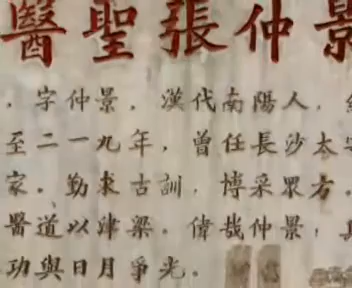 醫聖張仲景
，字仲景，漢代南陽人，
至二一九年，曾任長沙太
家。勤求古訓，博采眾方。
醫道以津梁。偉哉仲景！
功與日月爭光。